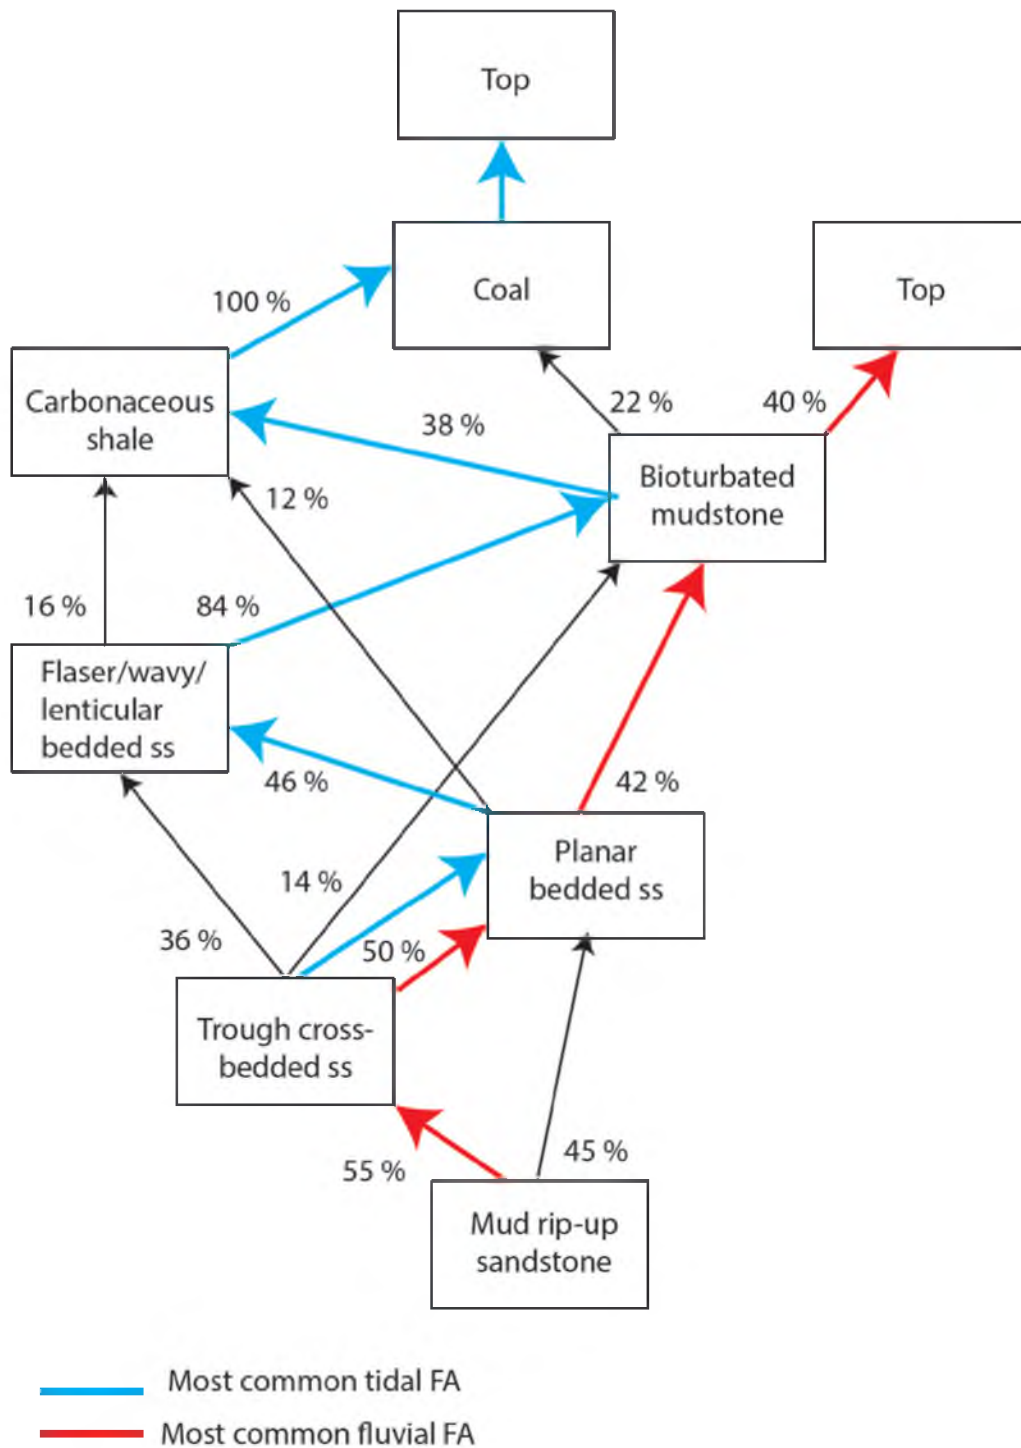 Top
Coal
Top
100 %
Carbonaceous
shale
22 %
40 %
38 %
Bioturbated
mudstone
12 %
16 %
84 %
Flaser/wavy/
lenticular
bedded ss
46 %
42 %
Planar
bedded ss
14 %
36 %
50 %
Trough cross-
bedded ss
55 %
45 %
Mud rip-up
sandstone
Most common tidal FA
Most common fluvial FA